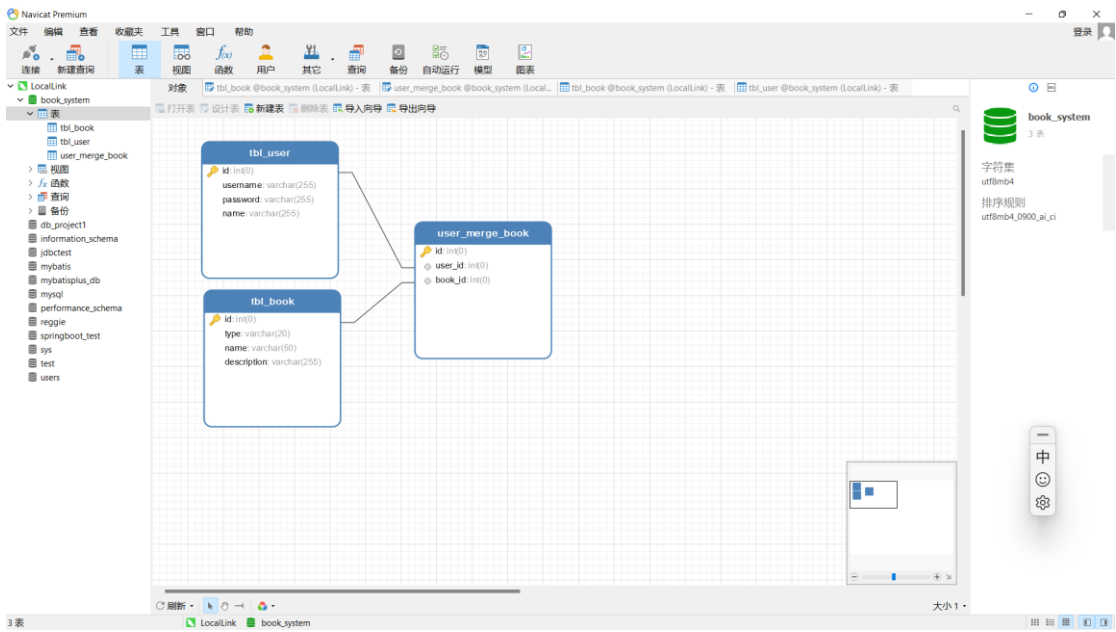 Navicat Premium
文件 编辑 查看 收藏夹 工具 窗口 帮助
登录
连接 新建查询 表 视图 函数 用户 其它 查询 备份 自动运行 模型 图表
对象 tbl_book @book_system (LocalLink) - 表 user_merge_book @book_system (Local... tbl_book @book_system (LocalLink) - 表 tbl_user @book_system (LocalLink) - 表
打开表 设计表 新建表 删除表 导入向导 导出向导
LocalLink
book_system
表
tbl_book
tbl_user
user_merge_book
视图
函数
查询
备份
db_project1
information_schema
jdbctest
mybatis
mybatisplus_db
mysql
performance_schema
reggie
springboot_test
sys
test
users
tbl_user
id: int(0)
username: varchar(255)
password: varchar(255)
name: varchar(255)
tbl_book
id: int(0)
type: varchar(20)
name: varchar(50)
description: varchar(255)
user_merge_book
id: int(0)
user_id: int(0)
book_id: int(0)
book_system
3 表
字符集
utf8mb4
排序规则
utf8mb4_0900_ai_ci
中
刷新
大小 1
3 表 LocalLink book_system